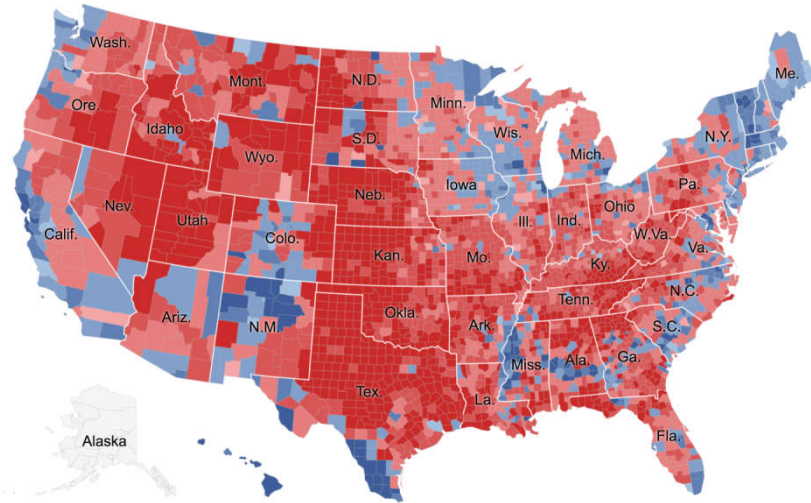 Wash.
Me.
Mont.
N.D.
Minn.
Ore.
Idaho
Wis.
N.Y.
S.D.
Mich.
Wyo.
Iowa
Pa.
Neb.
Nev.
Ohio
Ill.
Ind.
Utah
Calif.
Colo.
W.Va.
Va.
Kan.
Mo.
Ky.
N.C.
Tenn.
Okla.
Ariz.
N.M.
Ark.
S.C.
Miss.
Ala.
Ga.
Tex.
La.
Fla.
Alaska